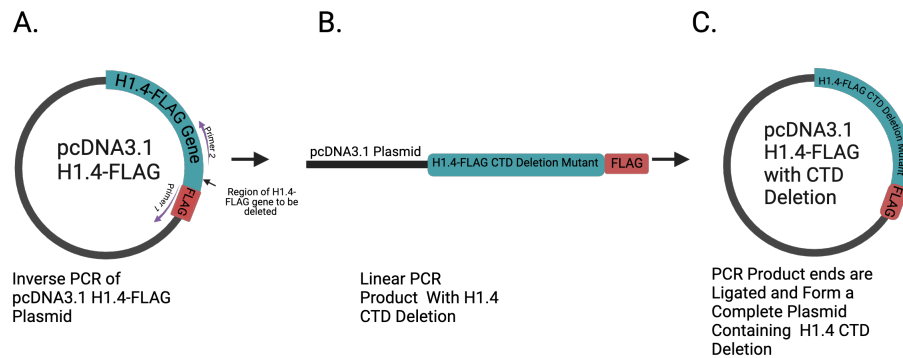 A.
B.
C.
H1.4-FLAG Gene
pcDNA3.1
H1.4-FLAG
Primer 2
Primer 1
FLAG
Region of H1.4-
FLAG gene to be
deleted
Inverse PCR of
pcDNA3.1 H1.4-FLAG
Plasmid
pcDNA3.1 Plasmid
H1.4-FLAG CTD Deletion Mutant
FLAG
Linear PCR
Product With H1.4
CTD Deletion
H1.4-FLAG CTD Deletion Mutant
pcDNA3.1
H1.4-FLAG
with CTD
Deletion
FLAG
PCR Product ends are
Ligated and Form a
Complete Plasmid
Containing H1.4 CTD
Deletion